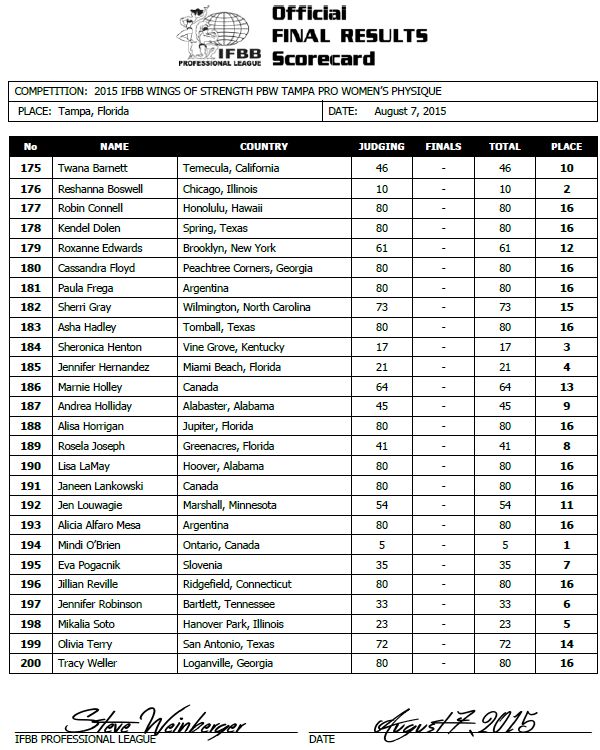 IFBB
PROFESSIONAL LEAGUE
Official
FINAL RESULTS
Scorecard
COMPETITION: 2015 IFBB WINGS OF STRENGTH PBW TAMPA PRO WOMEN'S PHYSIQUE
PLACE: Tampa, Florida DATE: August 7, 2015
No NAME COUNTRY JUDGING FINALS TOTAL PLACE
175 Twana Barnett Temecula, California 46 - 46 10
176 Reshanna Boswell Chicago, Illinois 10 - 10 2
177 Robin Connell Honolulu, Hawaii 80 - 80 16
178 Kendel Dolen Spring, Texas 80 - 80 16
179 Roxanne Edwards Brooklyn, New York 61 - 61 12
180 Cassandra Floyd Peachtree Corners, Georgia 80 - 80 16
181 Paula Frega Argentina 80 - 80 16
182 Sherri Gray Wilmington, North Carolina 73 - 73 15
183 Asha Hadley Tomball, Texas 80 - 80 16
184 Sheronica Henton Vine Grove, Kentucky 17 - 17 3
185 Jennifer Hernandez Miami Beach, Florida 21 - 21 4
186 Marnie Holley Canada 64 - 64 13
187 Andrea Holliday Alabaster, Alabama 45 - 45 9
188 Alisa Horrigan Jupiter, Florida 80 - 80 16
189 Rosela Joseph Greenacres, Florida 41 - 41 8
190 Lisa LaMay Hoover, Alabama 80 - 80 16
191 Janeen Lankowski Canada 80 - 80 16
192 Jen Louwagie Marshall, Minnesota 54 - 54 11
193 Alicia Alfaro Mesa Argentina 80 - 80 16
194 Mindi O'Brien Ontario, Canada 5 - 5 1
195 Eva Pogacnik Slovenia 35 - 35 7
196 Jillian Reville Ridgefield, Connecticut 80 - 80 16
197 Jennifer Robinson Bartlett, Tennessee 33 - 33 6
198 Mikalia Soto Hanover Park, Illinois 23 - 23 5
199 Olivia Terry San Antonio, Texas 72 - 72 14
200 Tracy Weller Loganville, Georgia 80 - 80 16
Steve Weinberger August 7, 2015
IFBB PROFESSIONAL LEAGUE DATE